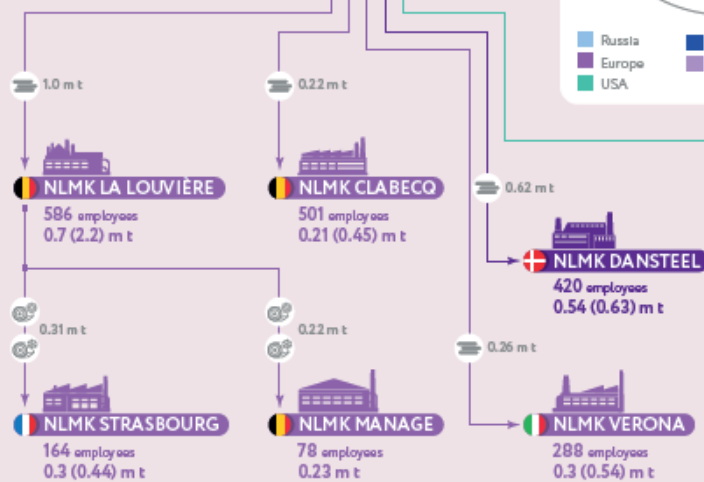 Russia
Europe
USA
1.0 m t
0.22 m t
0.62 m t
NLMK LA LOUVIÈRE
586 employees
0.7 (2.2) m t
NLMK CLABECQ
501 employees
0.21 (0.45) m t
NLMK DANSTEEL
420 employees
0.54 (0.63) m t
0.31 m t
0.22 m t
0.26 m t
NLMK STRASBOURG
164 employees
0.3 (0.44) m t
NLMK MANAGE
78 employees
0.23 m t
NLMK VERONA
288 employees
0.3 (0.54) m t